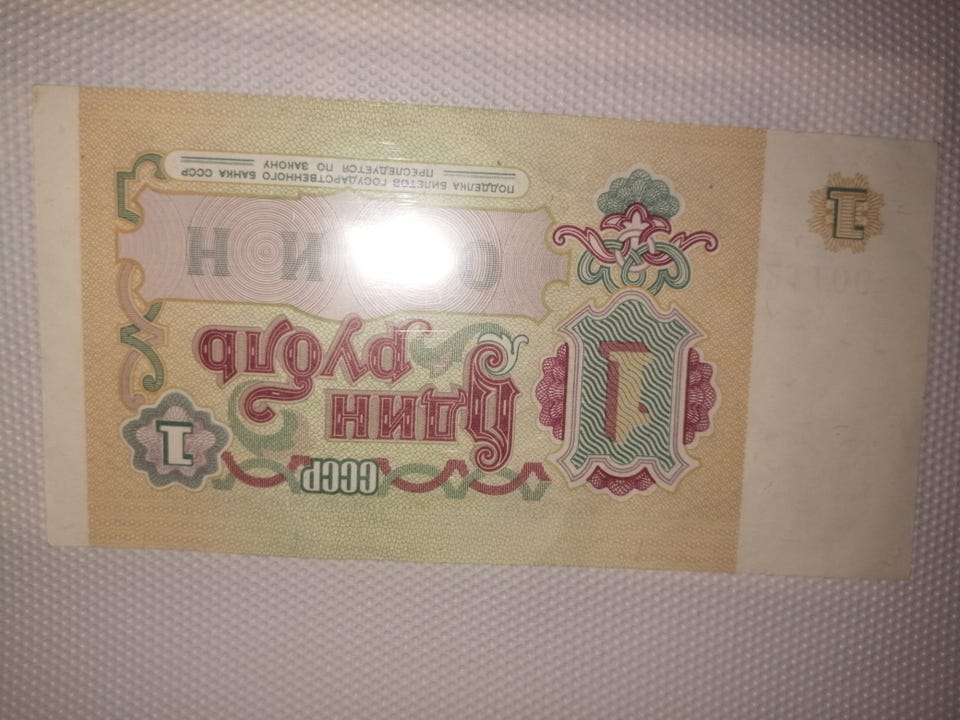 СССР
1
Один
рубль
1
ПОДДЕЛКА БИЛЕТОВ ГОСУДАРСТВЕННОГО БАНКА СССР
ПРЕСЛЕДУЕТСЯ ПО ЗАКОНУ
1